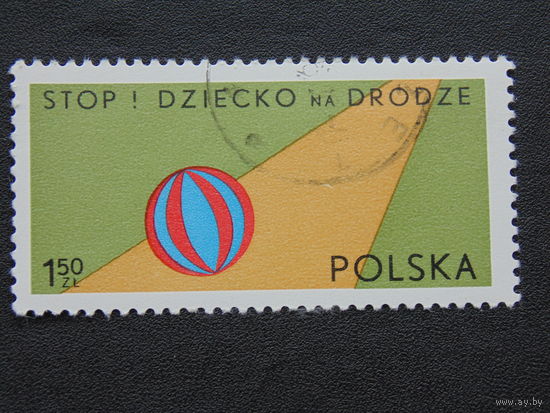 STOP ! DZIECKO NA DRODZE
1.50 ZŁ
POLSKA
www.ay.by